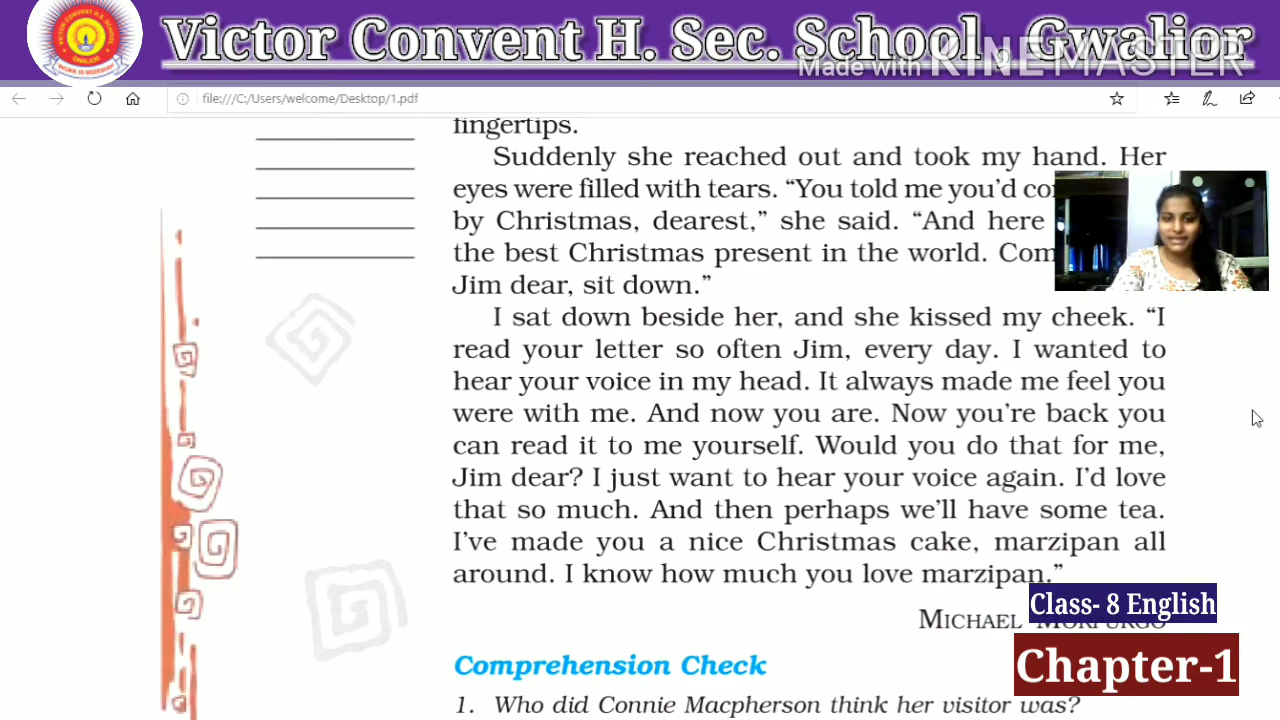 Victor Convent H. Sec. School, Gwalior
Made with KINEMASTER
file:///C:/Users/welcome/Desktop/1.pdf
fingertips.
Suddenly she reached out and took my hand. Her
eyes were filled with tears. “You told me you’d
by Christmas, dearest,” she said. “And here
the best Christmas present in the world.
Jim dear, sit down.”
I sat down beside her, and she kissed my cheek. “I
read your letter so often Jim, every day. I wanted to
hear your voice in my head. It always made me feel you
were with me. And now you are. Now you’re back you
can read it to me yourself. Would you do that for me,
Jim dear? I just want to hear your voice again. I’d love
that so much. And then perhaps we’ll have some tea.
I’ve made you a nice Christmas cake, marzipan all
around. I know how much you love marzipan.”
MICHAEL
Class- 8 English
Chapter-1
Comprehension Check
1. Who did Connie Macpherson think her visitor was?